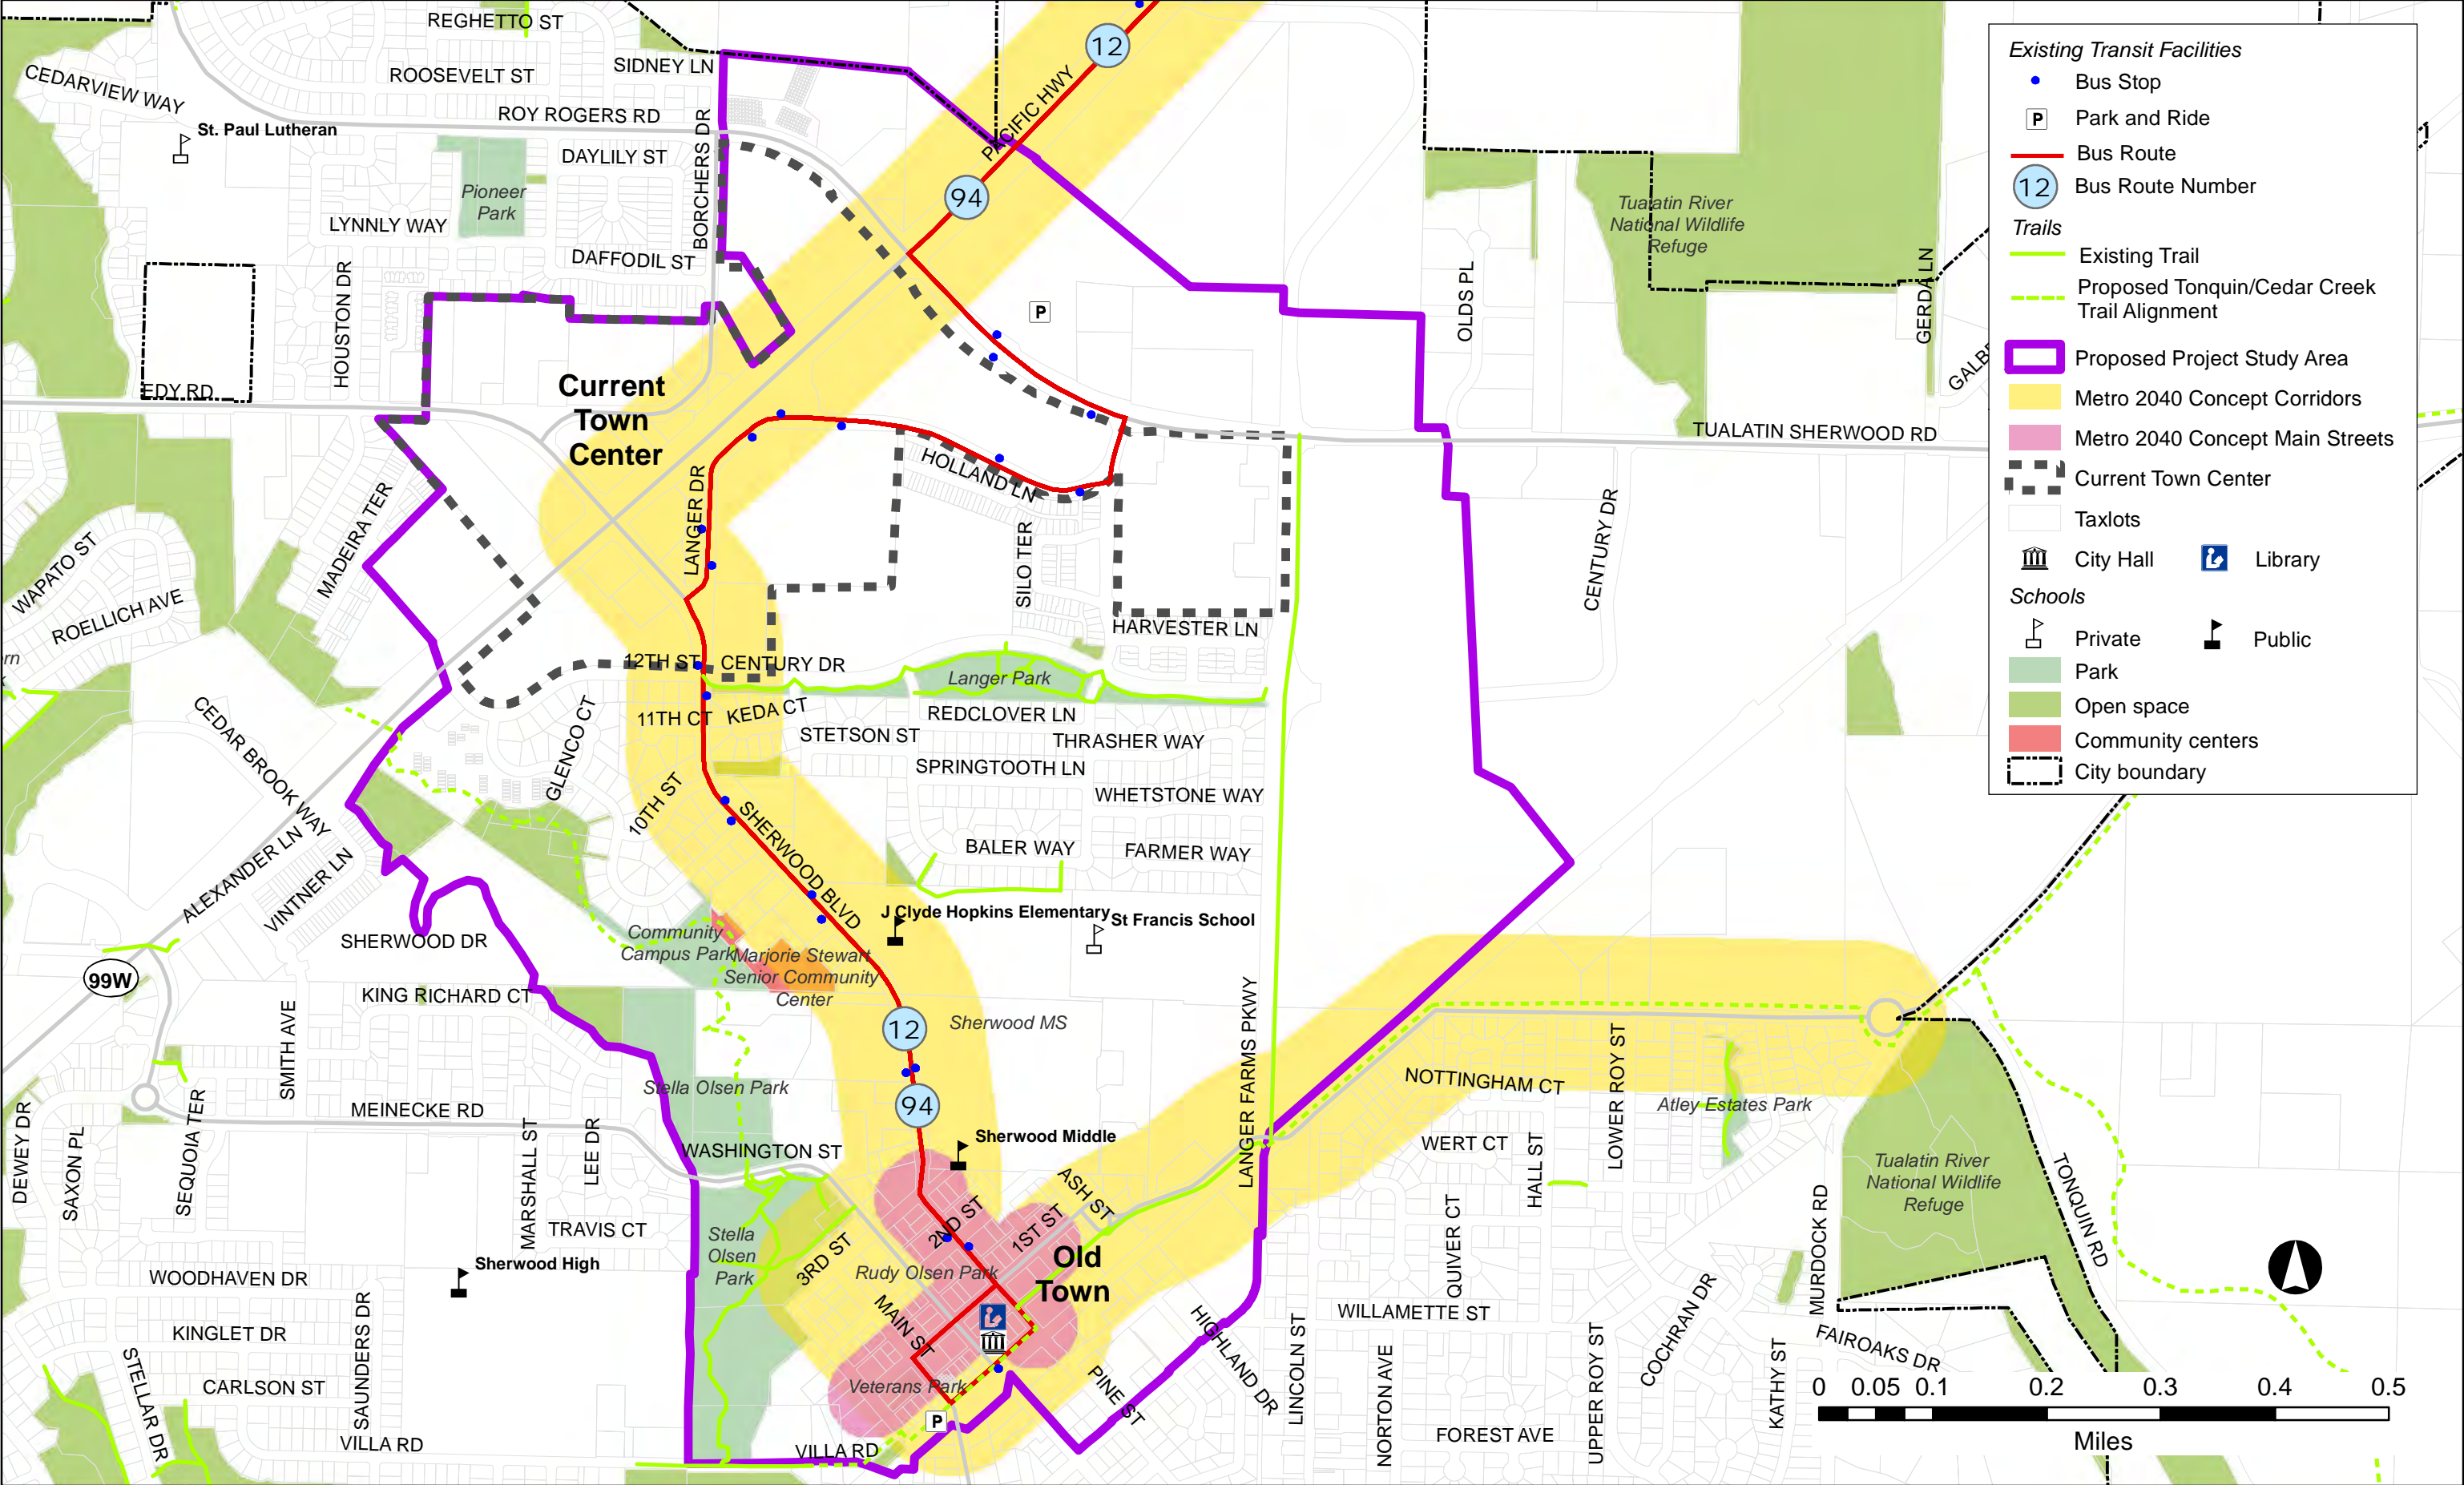 REGHETTO ST
CEDARVIEW WAY
ROOSEVELT ST
SIDNEY LN
ROY ROGERS RD
St. Paul Lutheran
DAYLILY ST
BORCHERS DR
Pioneer
Park
LYNNLY WAY
DAFFODIL ST
HOUSTON DR
EDY RD
12
PACIFIC HWY
94
P
OLDS PL
Tualatin River
National Wildlife
Refuge
GERDA LN
GALB
TUALATIN SHERWOOD RD
Current
Town
Center
LANGER DR
HOLLAND LN
SILO TER
HARVESTER LN
CENTURY DR
MADEIRA TER
WAPATO ST
ROELLICH AVE
rn
12TH ST
CENTURY DR
Langer Park
11TH CT
KEDA CT
REDCLOVER LN
STETSON ST
THRASHER WAY
SPRINGTOOTH LN
WHETSTONE WAY
BALER WAY
FARMER WAY
GLENCO CT
10TH ST
CEDAR BROOK WAY
ALEXANDER LN
VINTNER LN
SHERWOOD BLVD
J Clyde Hopkins Elementary
St Francis School
SHERWOOD DR
Community
Campus Park
Marjorie Stewart
Senior Community
Center
99W
KING RICHARD CT
SMITH AVE
12
Sherwood MS
LANGER FARMS PKWY
Stella Olsen Park
94
MEINECKE RD
NOTTINGHAM CT
LOWER ROY ST
Atley Estates Park
DEWEY DR
SAXON PL
SEQUOIA TER
MARSHALL ST
LEE DR
WASHINGTON ST
Sherwood Middle
ASH ST
WERT CT
HALL ST
Tualatin River
National Wildlife
Refuge
TONQUIN RD
TRAVIS CT
Stella
Olsen
Park
3RD ST
2ND ST
1ST ST
Old
Town
QUIVER CT
MURDOCK RD
Sherwood High
WOODHAVEN DR
Rudy Olsen Park
MAIN ST
HIGHLAND DR
WILLAMETTE ST
COCHRAN DR
KINGLET DR
SAUNDERS DR
LINCOLN ST
NORTON AVE
UPPER ROY ST
KATHY ST
FAIROAKS DR
STELLAR DR
CARLSON ST
Veterans Park
P
PINE ST
VILLA RD
VILLA RD
FOREST AVE
Existing Transit Facilities
Bus Stop
P
Park and Ride
Bus Route
12
Bus Route Number
Trails
Existing Trail
Proposed Tonquin/Cedar Creek
Trail Alignment
Proposed Project Study Area
Metro 2040 Concept Corridors
Metro 2040 Concept Main Streets
Current Town Center
Taxlots
City Hall
Library
Schools
Private
Public
Park
Open space
Community centers
City boundary
0 0.05 0.1 0.2 0.3 0.4 0.5
Miles